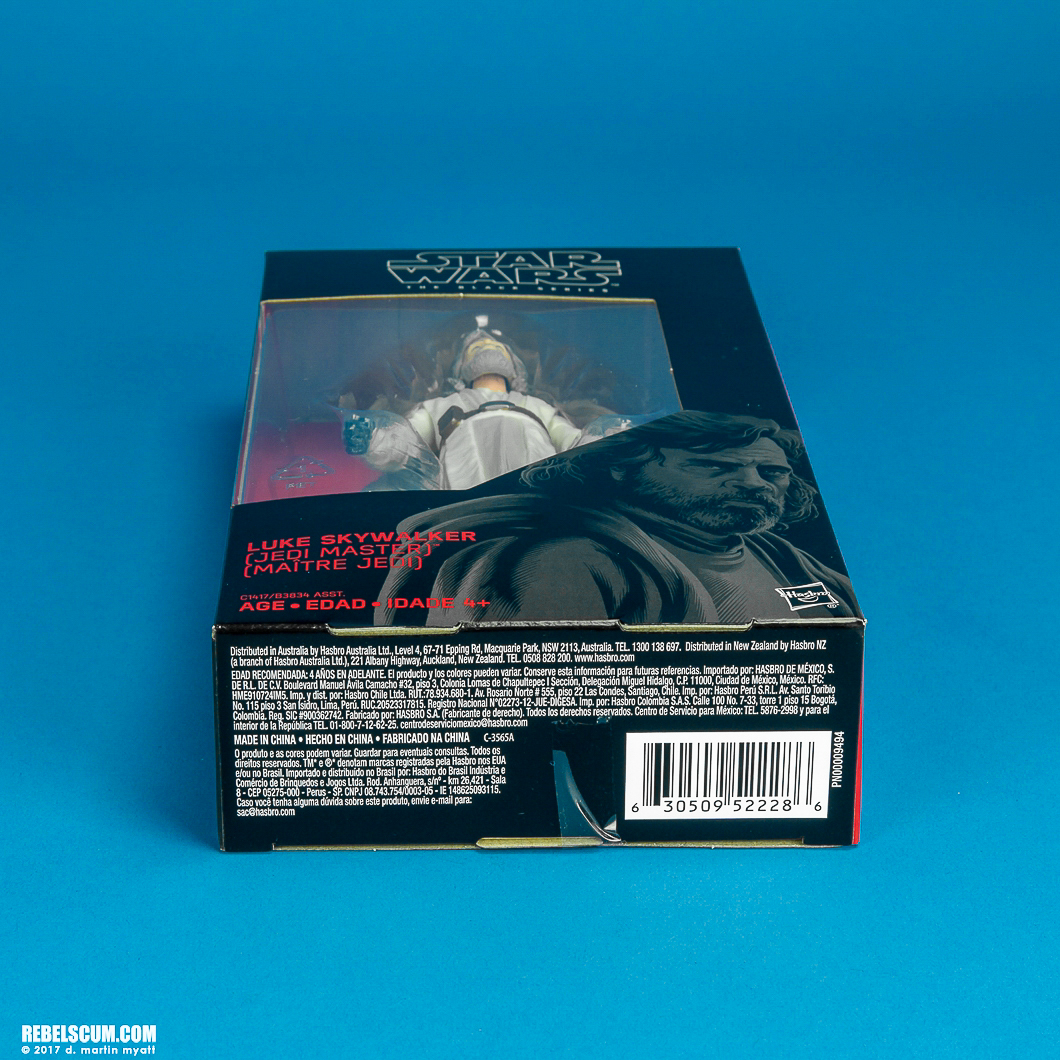 STAR
WARS
THE BLACK SERIES
LUKE SKYWALKER
(JEDI MASTER)
(MAÎTRE JEDI)
C1417/B3834 ASST.
AGE • EDAD • IDADE 4+
Hasbro
Distributed in Australia by Hasbro Australia Ltd., Level 4, 67-71 Epping Rd, Macquarie Park, NSW 2113, Australia. TEL. 1300 138 697. Distributed in New Zealand by Hasbro NZ
(a branch of Hasbro Australia Ltd.), 221 Albany Highway, Auckland, New Zealand. TEL. 0508 828 200. www.hasbro.com
EDAD RECOMENDADA: 4 AÑOS EN ADELANTE. El producto y los colores pueden variar. Conserve esta información para futuras referencias. Importado por: HASBRO DE MÉXICO, S.
DE R.L. DE C.V. Boulevard Manuel Ávila Camacho #32, piso 3, Colonia Lomas de Chapultepec I Sección, Delegación Miguel Hidalgo, C.P. 11000, Ciudad de México, México. RFC:
HME910724IM5. Imp. y dist. por: Hasbro Chile Ltda. RUT.:78.934.680-1, Av. Rosario Norte # 555, piso 22 Las Condes, Santiago, Chile. Imp. por: Hasbro Perú S.R.L. Av. Santo Toribio
No. 115 piso 3 San Isidro, Lima, Perú. RUC.20523317815. Registro Nacional N°02273-12-JUE-DIGESA. Imp. por: Hasbro Colombia S.A.S. Calle 100 No. 7-33, torre 1 piso 15 Bogotá,
Colombia. Reg. SIC #900362742. Fabricado por: HASBRO S.A. (Fabricante de derecho). Todos los derechos reservados. Centro de Servicio para México: TEL. 5876-2998 y para el
interior de la República TEL. 01-800-7-12-62-25. centrodeserviciomexico@hasbro.com
MADE IN CHINA • HECHO EN CHINA • FABRICADO NA CHINA C-3565A
O produto e as cores podem variar. Guardar para eventuais consultas. Todos os
direitos reservados. TM* e ®* denotam marcas registradas pela Hasbro nos EUA
e/ou no Brasil. Importado e distribuído no Brasil por: Hasbro do Brasil Indústria e
Comércio de Brinquedos e Jogos Ltda. Rod. Anhanguera, s/nº - km 26,421 - Sala
8 - CEP 05275-000 - Perus - SP. CNPJ 08.743.754/0003-05 - IE 148625093115.
Caso você tenha alguma dúvida sobre este produto, envie e-mail para:
sac@hasbro.com
6 30509 52228 6
PN00009494
REBELSCUM.COM
© 2017 d. martin myatt